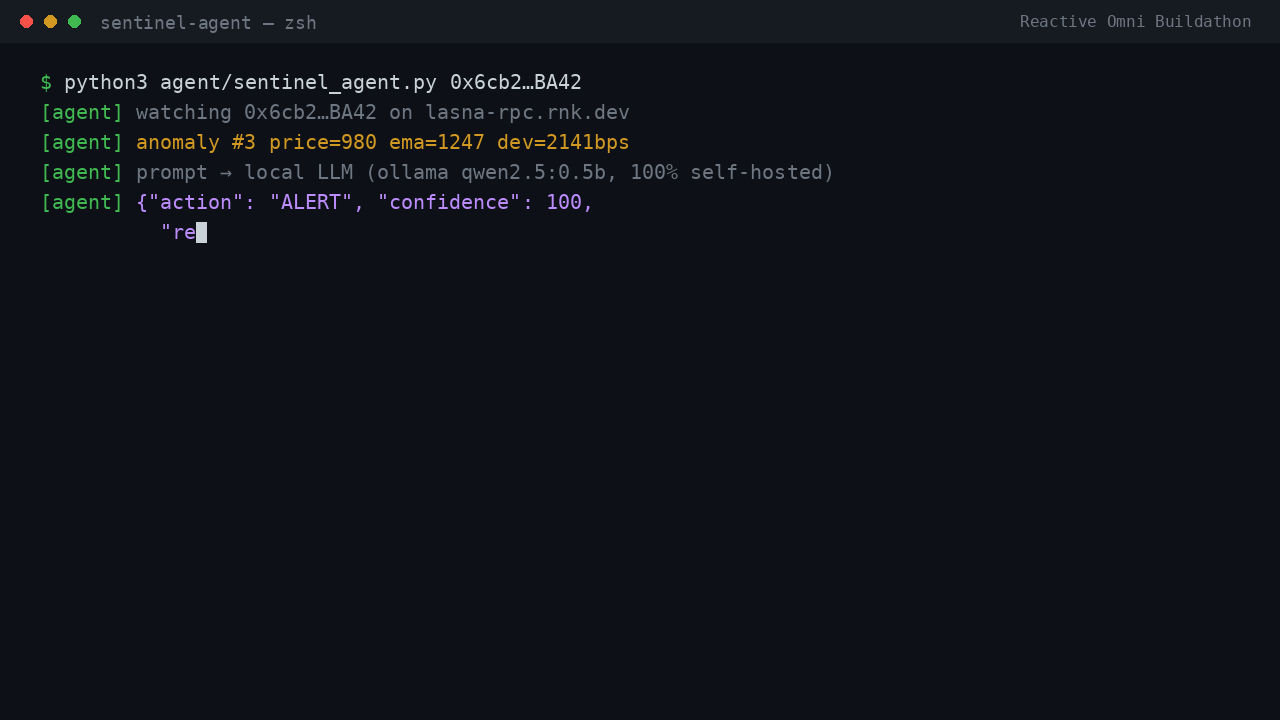 sentinel-agent — zsh
Reactive Omni Buildathon
$ python3 agent/sentinel_agent.py 0x6cb2…BA42
[agent] watching 0x6cb2…BA42 on lasna-rpc.rnk.dev
[agent] anomaly #3 price=980 ema=1247 dev=2141bps
[agent] prompt → local LLM (ollama qwen2.5:0.5b, 100% self-hosted)
[agent] {"action": "ALERT", "confidence": 100,
"re